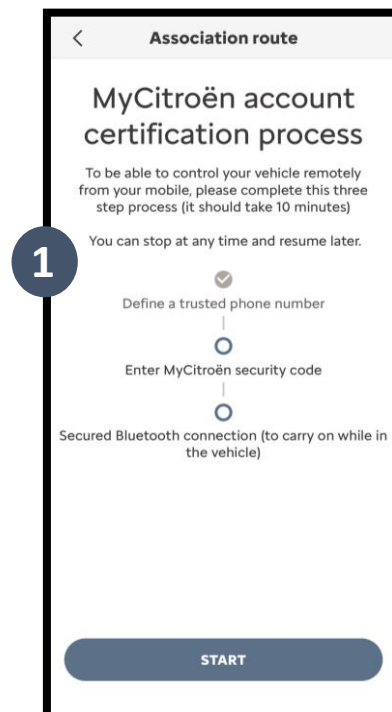 Association route
MyCitroën account
certification process
To be able to control your vehicle remotely
from your mobile, please complete this three
step process (it should take 10 minutes)
You can stop at any time and resume later.
1
Define a trusted phone number
Enter MyCitroën security code
Secured Bluetooth connection (to carry on while in
the vehicle)
START